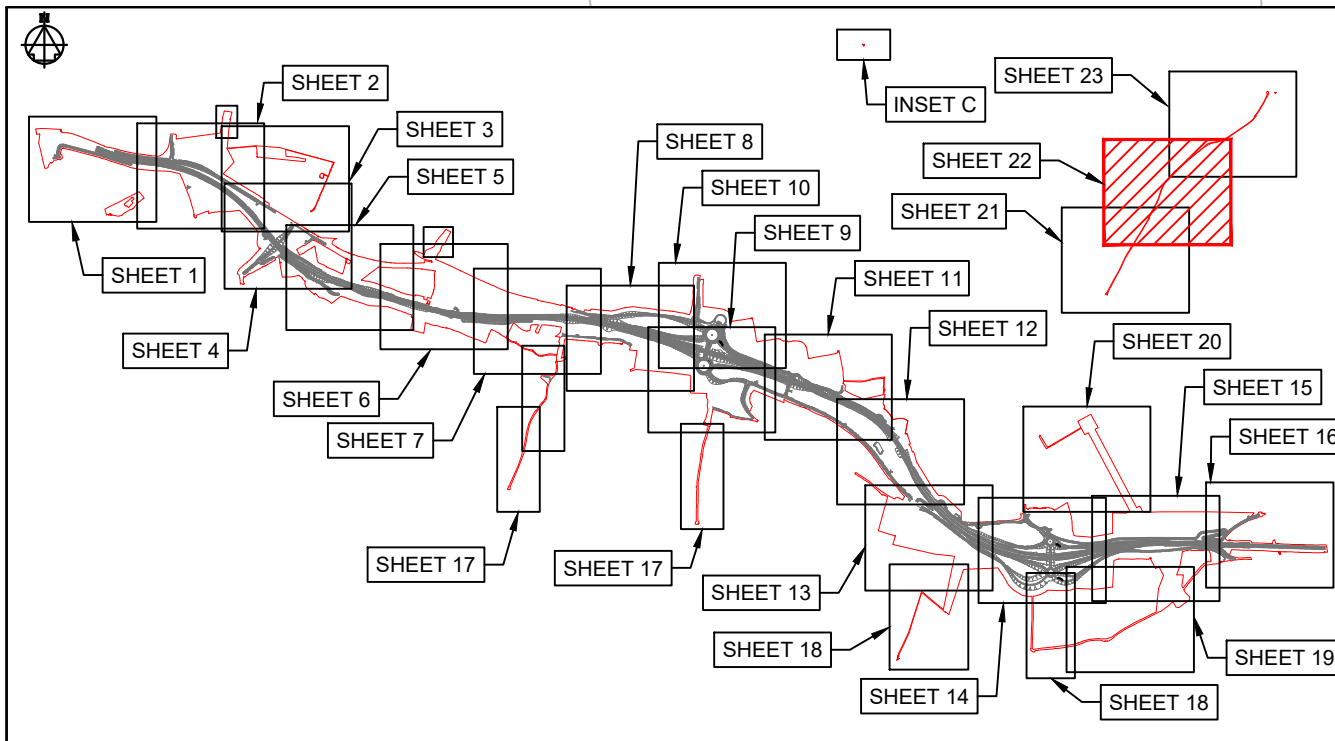 N
SHEET 2
SHEET 3
SHEET 5
SHEET 8
SHEET 10
SHEET 9
SHEET 11
SHEET 12
INSET C
SHEET 23
SHEET 22
SHEET 21
SHEET 20
SHEET 15
SHEET 16
SHEET 1
SHEET 4
SHEET 6
SHEET 7
SHEET 17
SHEET 17
SHEET 13
SHEET 18
SHEET 14
SHEET 18
SHEET 19